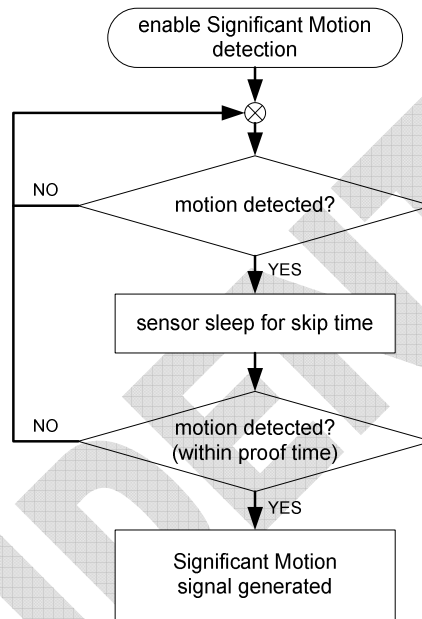 enable Significant Motion
detection
NO
motion detected?
YES
sensor sleep for skip time
NO
motion detected?
(within proof time)
YES
Significant Motion
signal generated